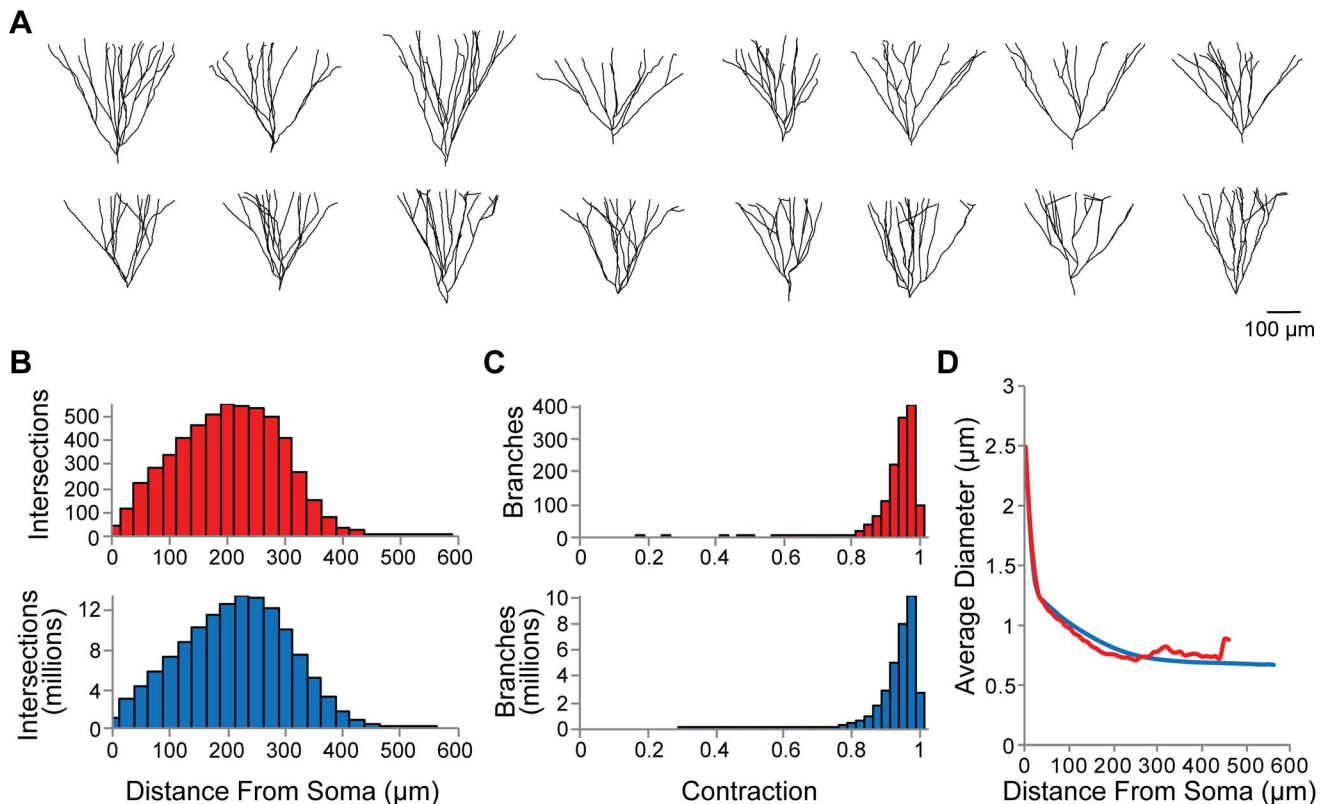 A
100 µm
B
Intersections
500
400
300
200
100
0
0 100 200 300 400 500 600
Intersections
(millions)
12
8
4
0
0 100 200 300 400 500 600
Distance From Soma (µm)
C
Branches
400
300
200
100
0
0 0.2 0.4 0.6 0.8 1
Branches
(millions)
10
8
6
4
2
0
0 0.2 0.4 0.6 0.8 1
Contraction
D
Average Diameter (µm)
3
2.5
2
1.5
1
0.5
0
0 100 200 300 400 500 600
Distance From Soma (µm)